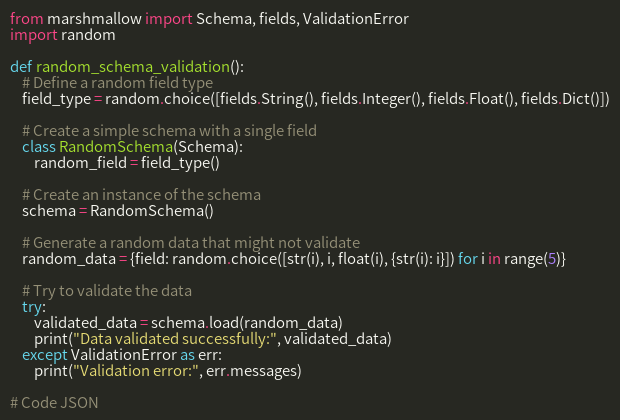 from marshmallow import Schema, fields, ValidationError
import random

def random_schema_validation():
    # Define a random field type
    field_type = random.choice([fields.String(), fields.Integer(), fields.Float(), fields.Dict()])

    # Create a simple schema with a single field
    class RandomSchema(Schema):
        random_field = field_type()

    # Create an instance of the schema
    schema = RandomSchema()

    # Generate a random data that might not validate
    random_data = {field: random.choice([str(i), i, float(i), {str(i): i}]) for i in range(5)}

    # Try to validate the data
    try:
        validated_data = schema.load(random_data)
        print("Data validated successfully:", validated_data)
    except ValidationError as err:
        print("Validation error:", err.messages)

# Code JSON